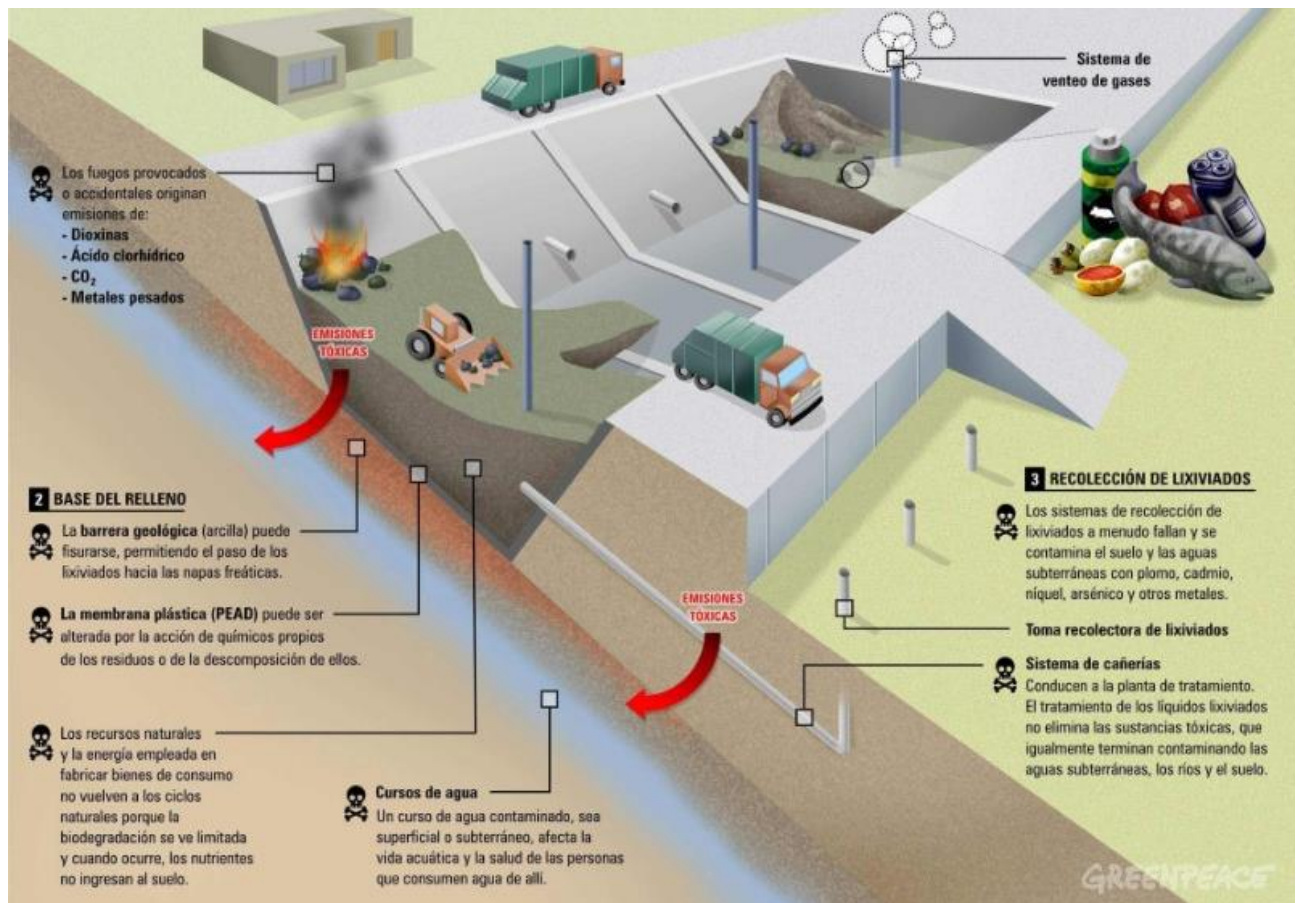 Sistema de
venteo de gases
Los fuegos provocados
o accidentales originan
emisiones de:
- Dioxinas
- Ácido clorhídrico
- CO₂
- Metales pesados
EMISIONES
TÓXICAS
2 BASE DEL RELLENO
La barrera geológica (arcilla) puede
fisurarse, permitiendo el paso de los
lixiviados hacia las napas freáticas.
La membrana plástica (PEAD) puede ser
alterada por la acción de químicos propios
de los residuos o de la descomposición de ellos.
Los recursos naturales
y la energía empleada en
fabricar bienes de consumo
no vuelven a los ciclos
naturales porque la
biodegradación se ve limitada
y cuando ocurre, los nutrientes
no ingresan al suelo.
Cursos de agua
Un curso de agua contaminado, sea
superficial o subterráneo, afecta la
vida acuática y la salud de las personas
que consumen agua de allí.
EMISIONES
TÓXICAS
3 RECOLECCIÓN DE LIXIVIADOS
Los sistemas de recolección de
lixiviados a menudo fallan y se
contamina el suelo y las aguas
subterráneas con plomo, cadmio,
níquel, arsénico y otros metales.
Toma recolectora de lixiviados
Sistema de cañerías
Conducen a la planta de tratamiento.
El tratamiento de los líquidos lixiviados
no elimina las sustancias tóxicas, que
igualmente terminan contaminando las
aguas subterráneas, los ríos y el suelo.
GREENPEACE